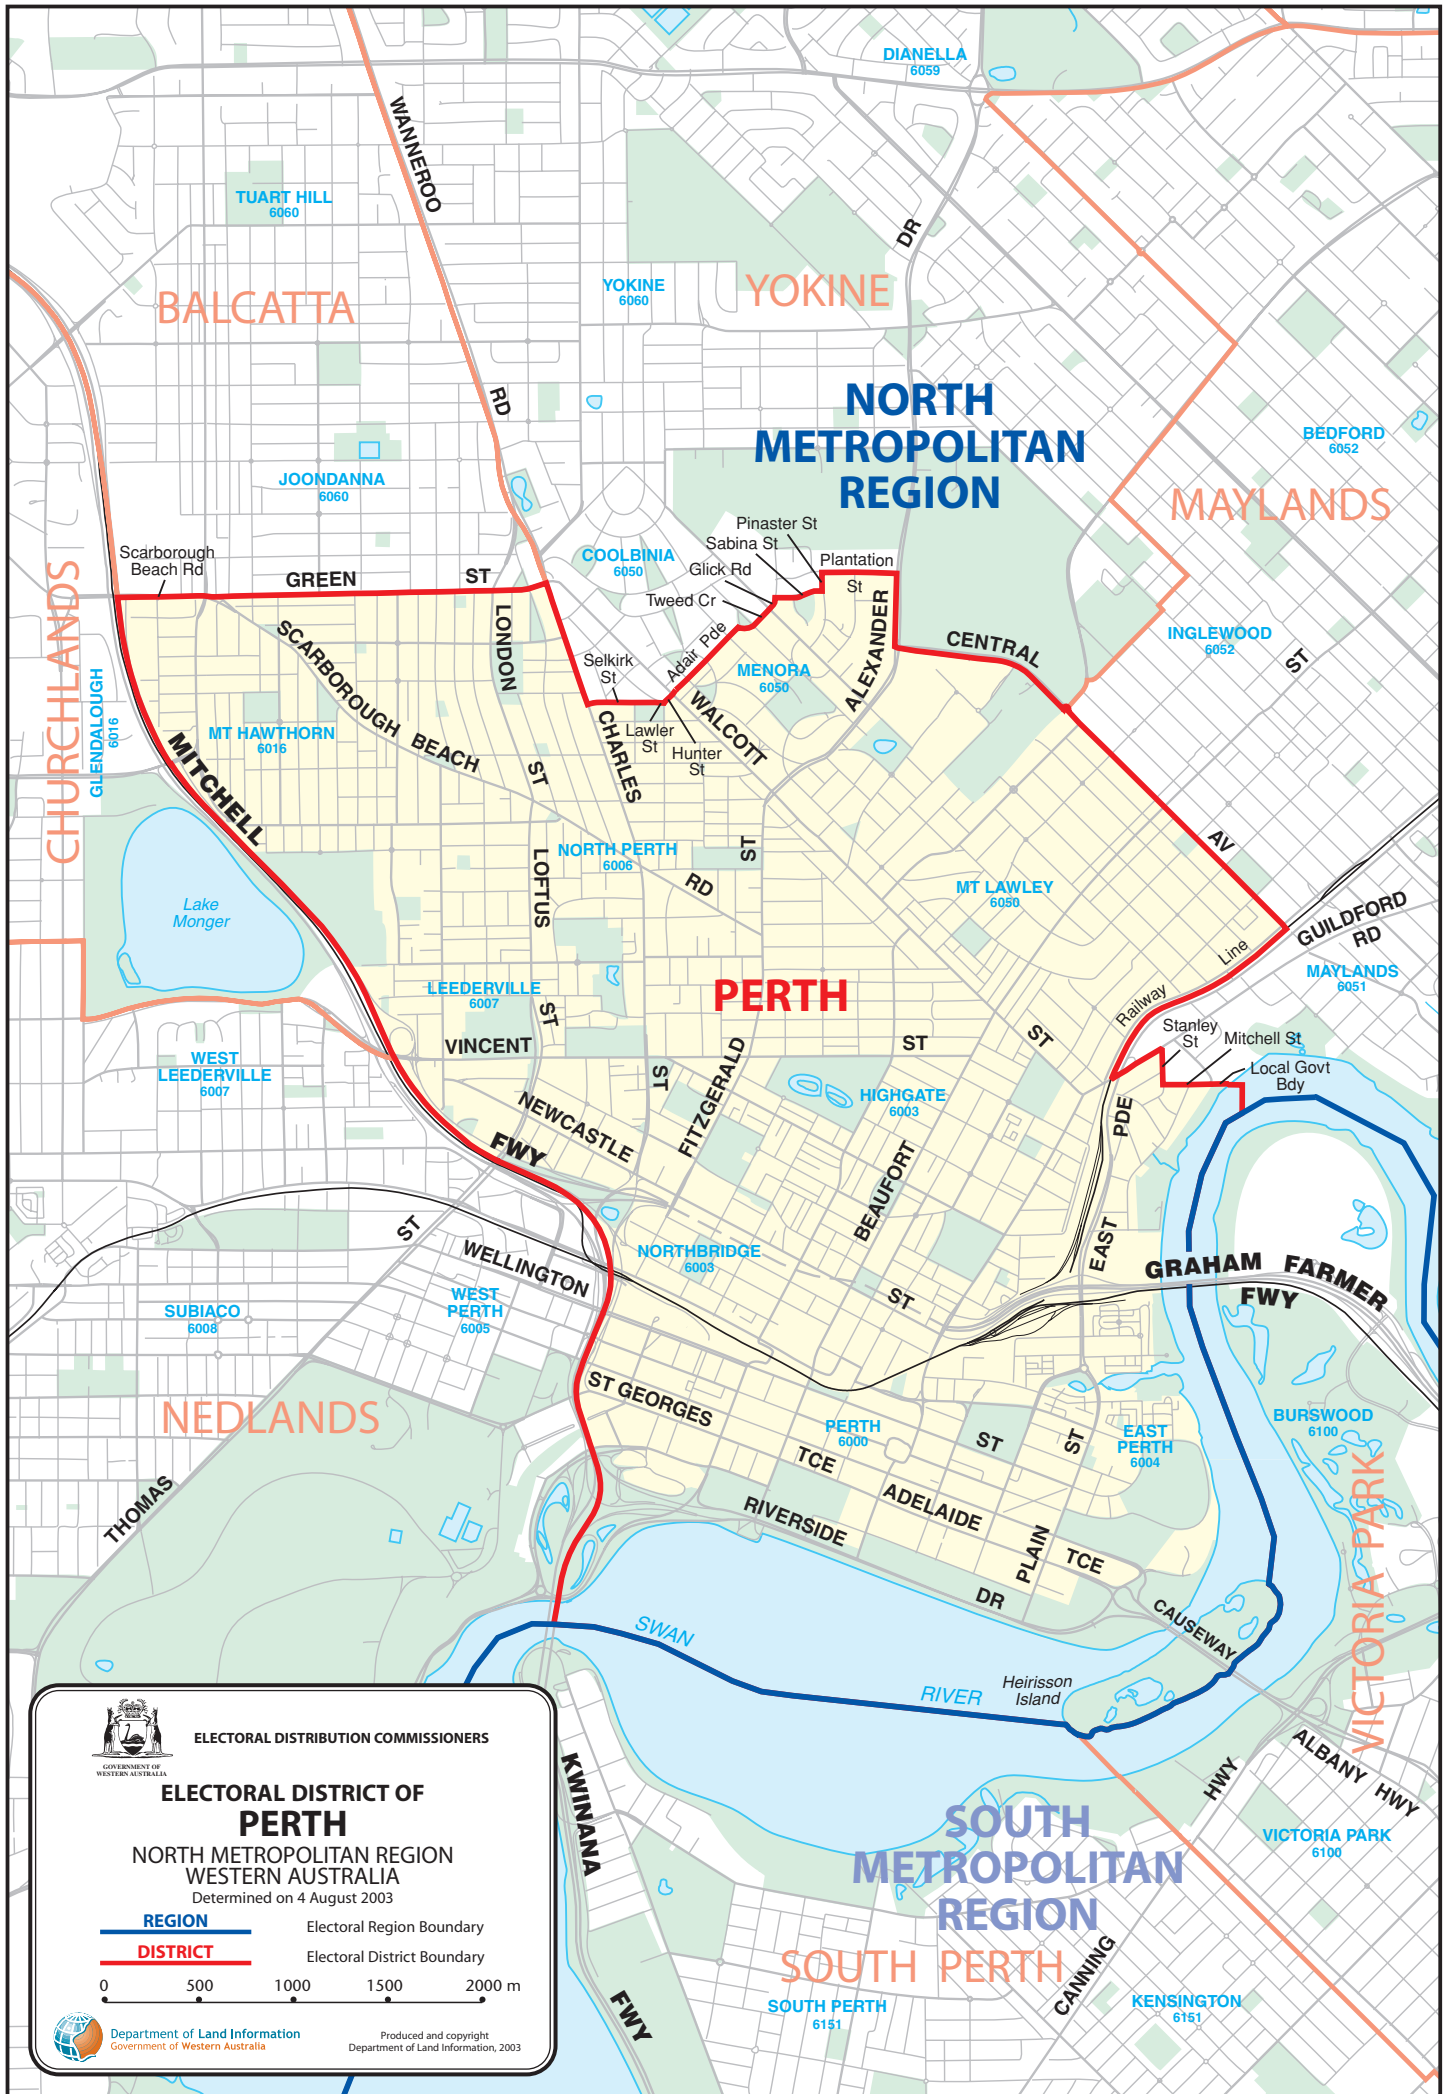 DIANELLA
6059
WANNEROO
TUART HILL
6060
DR
YOKINE
6060
YOKINE
BALCATTA
RD
NORTH
METROPOLITAN
REGION
BEDFORD
6052
JOONDANNA
6060
MAYLANDS
Pinaster St
Sabina St
Scarborough
Beach Rd
COOLBINIA
6050
Glick Rd
Plantation
St
GREEN
ST
Tweed Cr
ALEXANDER
LONDON
SCARBOROUGH
BEACH
CENTRAL
INGLEWOOD
6052
ST
CHURCHLANDS
GLENDALOUGH
6016
Selkirk
St
Adair Pde
MENORA
6050
WALCOTT
MT HAWTHORN
6016
CHARLES
Lawler
St
Hunter
St
MITCHELL
ST
AV
LOFTUS
NORTH PERTH
6006
ST
RD
MT LAWLEY
6050
Lake
Monger
GUILDFORD
RD
Line
MAYLANDS
6051
LEEDERVILLE
6007
PERTH
Railway
ST
VINCENT
ST
ST
Stanley
St
Mitchell St
Local Govt
Bdy
WEST
LEEDERVILLE
6007
ST
FITZGERALD
HIGHGATE
6003
PDE
NEWCASTLE
FWY
BEAUFORT
ST
WELLINGTON
NORTHBRIDGE
6003
EAST
GRAHAM
FARMER
FWY
SUBIACO
6008
WEST
PERTH
6005
ST
ST GEORGES
NEDLANDS
PERTH
6000
ST
ST
EAST
PERTH
6004
BURSWOOD
6100
TCE
THOMAS
ADELAIDE
RIVERSIDE
PLAIN
TCE
VICTORIA PARK
DR
CAUSEWAY
SWAN
RIVER
Heirisson
Island
GOVERNMENT OF
WESTERN AUSTRALIA
ELECTORAL DISTRIBUTION COMMISSIONERS
ELECTORAL DISTRICT OF
PERTH
NORTH METROPOLITAN REGION
WESTERN AUSTRALIA
Determined on 4 August 2003
REGION
Electoral Region Boundary
DISTRICT
Electoral District Boundary
0 500 1000 1500 2000 m
Department of Land Information
Government of Western Australia
Produced and copyright
Department of Land Information, 2003
KWINANA
FWY
HWY
ALBANY HWY
SOUTH
METROPOLITAN
REGION
VICTORIA PARK
6100
CANNING
SOUTH PERTH
SOUTH PERTH
6151
KENSINGTON
6151